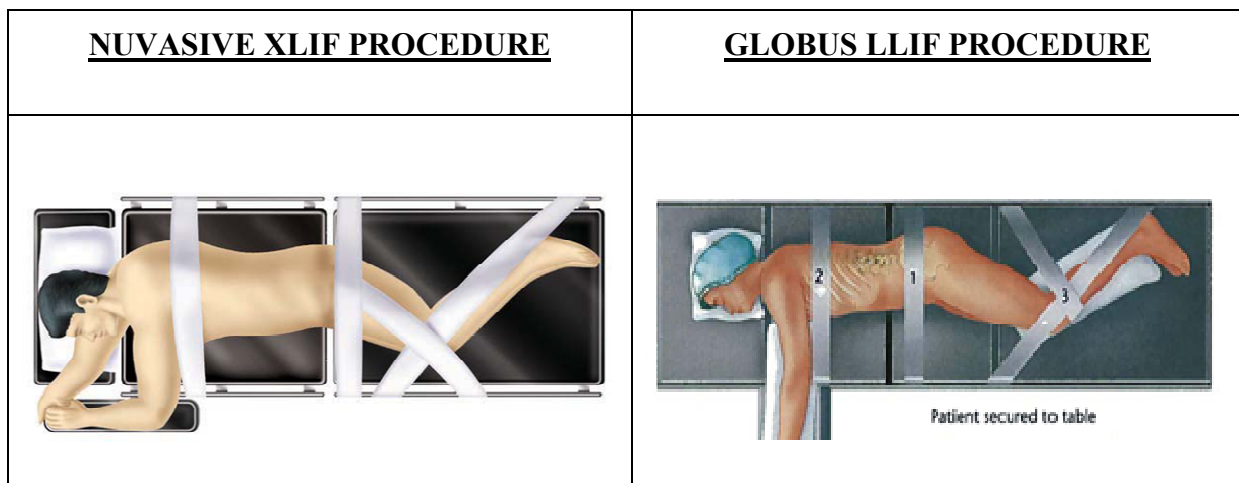 NUVASIVE XLIF PROCEDURE
GLOBUS LLIF PROCEDURE
2
1
3
Patient secured to table